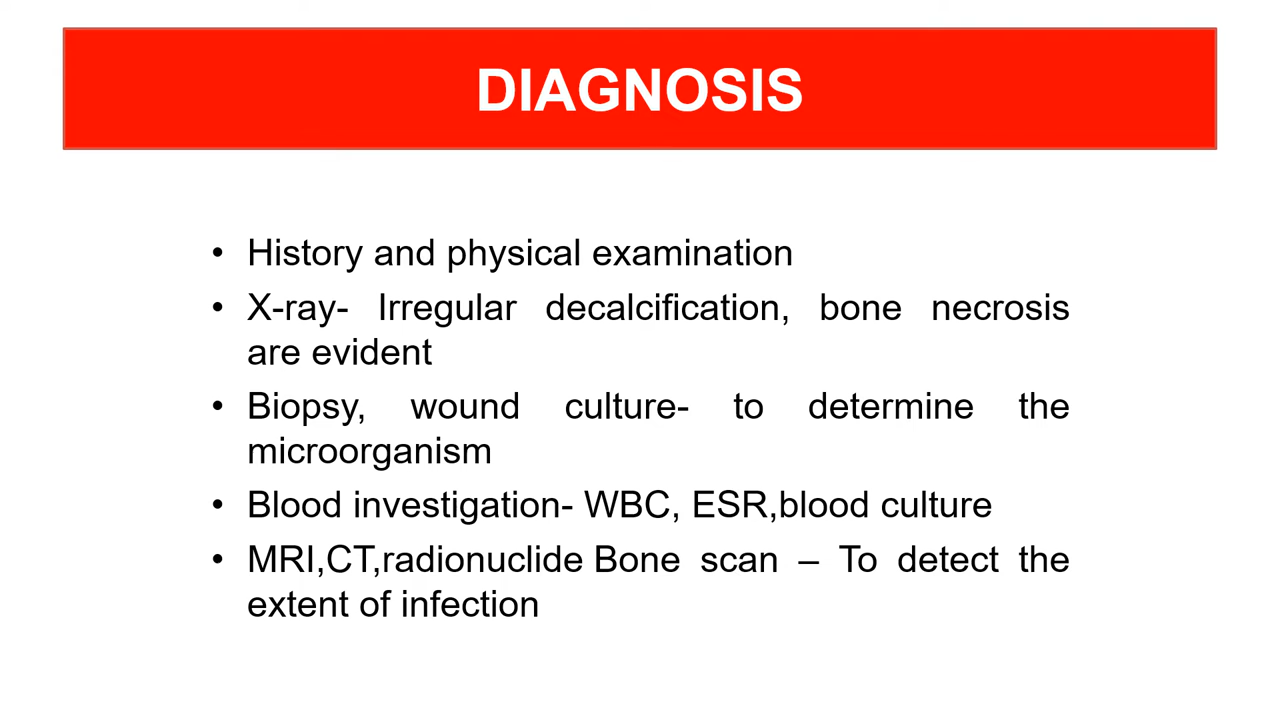 DIAGNOSIS
• History and physical examination
• X-ray- Irregular decalcification, bone necrosis
are evident
• Biopsy, wound culture- to determine the
microorganism
• Blood investigation- WBC, ESR,blood culture
• MRI,CT,radionuclide Bone scan – To detect the
extent of infection